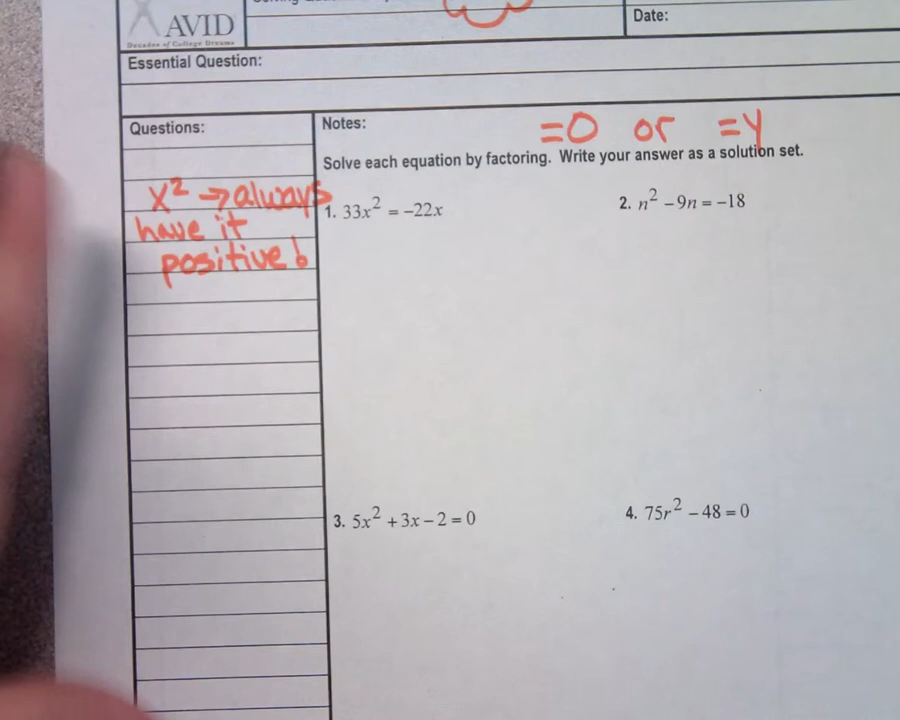 AVID
Decades of College Dreams
Date:
Essential Question:
Questions:
Notes:
=0 or =y
Solve each equation by factoring. Write your answer as a solution set.
x² → always
have it
positive!
1. 33x² = −22x
2. n² − 9n = −18
3. 5x² + 3x − 2 = 0
4. 75r² − 48 = 0